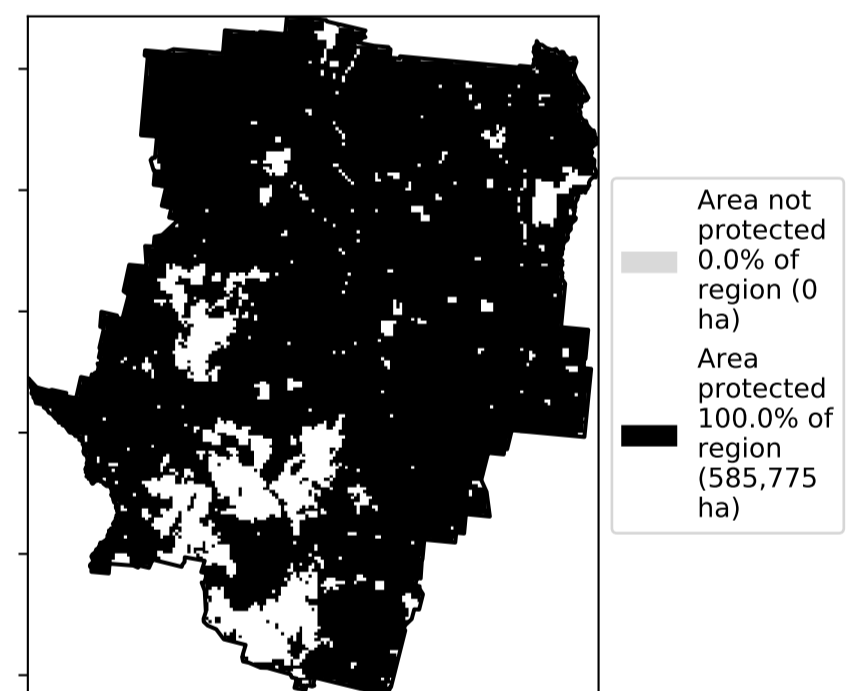 Area not
protected
0.0% of
region (0
ha)
Area
protected
100.0% of
region
(585,775
ha)